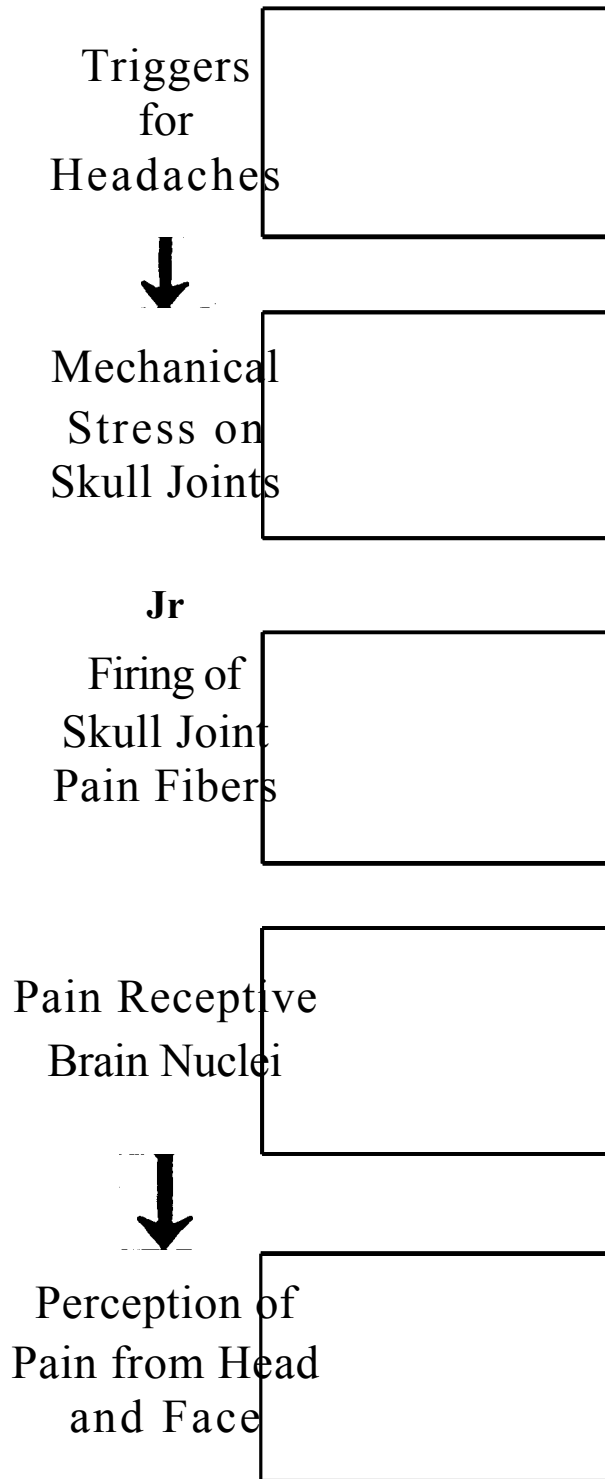 Triggers
for
Headaches
Mechanical
Stress on
Skull Joints
Jr
Firing of
Skull Joint
Pain Fibers
Pain Receptive
Brain Nuclei
Perception of
Pain from Head
and Face